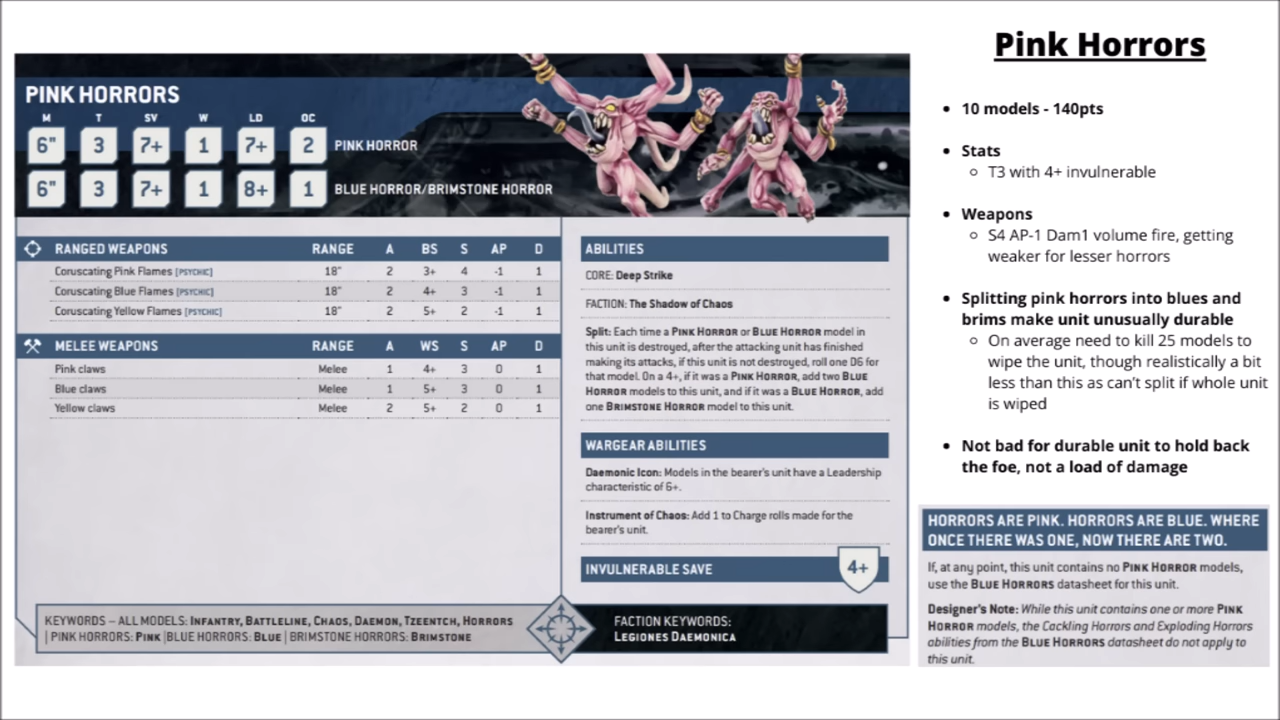 PINK HORRORS
M T SV W LD OC
6" 3 7+ 1 7+ 2 PINK HORROR
6" 3 7+ 1 8+ 1 BLUE HORROR/BRIMSTONE HORROR
RANGED WEAPONS RANGE A BS S AP D
Coruscating Pink Flames [PSYCHIC] 18" 2 3+ 4 -1 1
Coruscating Blue Flames [PSYCHIC] 18" 2 4+ 3 -1 1
Coruscating Yellow Flames [PSYCHIC] 18" 2 5+ 2 -1 1
MELEE WEAPONS RANGE A WS S AP D
Pink claws Melee 1 4+ 3 0 1
Blue claws Melee 1 5+ 3 0 1
Yellow claws Melee 2 5+ 2 0 1
ABILITIES
CORE: Deep Strike
FACTION: The Shadow of Chaos
Split: Each time a PINK HORROR or BLUE HORROR model in
this unit is destroyed, after the attacking unit has finished
making its attacks, if this unit is not destroyed, roll one D6 for
that model. On a 4+, if it was a PINK HORROR, add two BLUE
HORROR models to this unit, and if it was a BLUE HORROR, add
one BRIMSTONE HORROR model to this unit.
WARGEAR ABILITIES
Daemonic Icon: Models in the bearer's unit have a Leadership
characteristic of 6+.
Instrument of Chaos: Add 1 to Charge rolls made for the
bearer's unit.
INVULNERABLE SAVE 4+
KEYWORDS – ALL MODELS: INFANTRY, BATTLELINE, CHAOS, DAEMON, TZEENTCH, HORRORS
| PINK HORRORS: PINK | BLUE HORRORS: BLUE | BRIMSTONE HORRORS: BRIMSTONE
FACTION KEYWORDS:
LEGIONES DAEMONICA
Pink Horrors
• 10 models - 140pts
• Stats
○ T3 with 4+ invulnerable
• Weapons
○ S4 AP-1 Dam1 volume fire, getting
weaker for lesser horrors
• Splitting pink horrors into blues and
brims make unit unusually durable
○ On average need to kill 25 models to
wipe the unit, though realistically a bit
less than this as can't split if whole unit
is wiped
• Not bad for durable unit to hold back
the foe, not a load of damage
HORRORS ARE PINK. HORRORS ARE BLUE. WHERE
ONCE THERE WAS ONE, NOW THERE ARE TWO.
If, at any point, this unit contains no PINK HORROR models,
use the BLUE HORRORS datasheet for this unit.
Designer's Note: While this unit contains one or more PINK
HORROR models, the Cackling Horrors and Exploding Horrors
abilities from the BLUE HORRORS datasheet do not apply to
this unit.